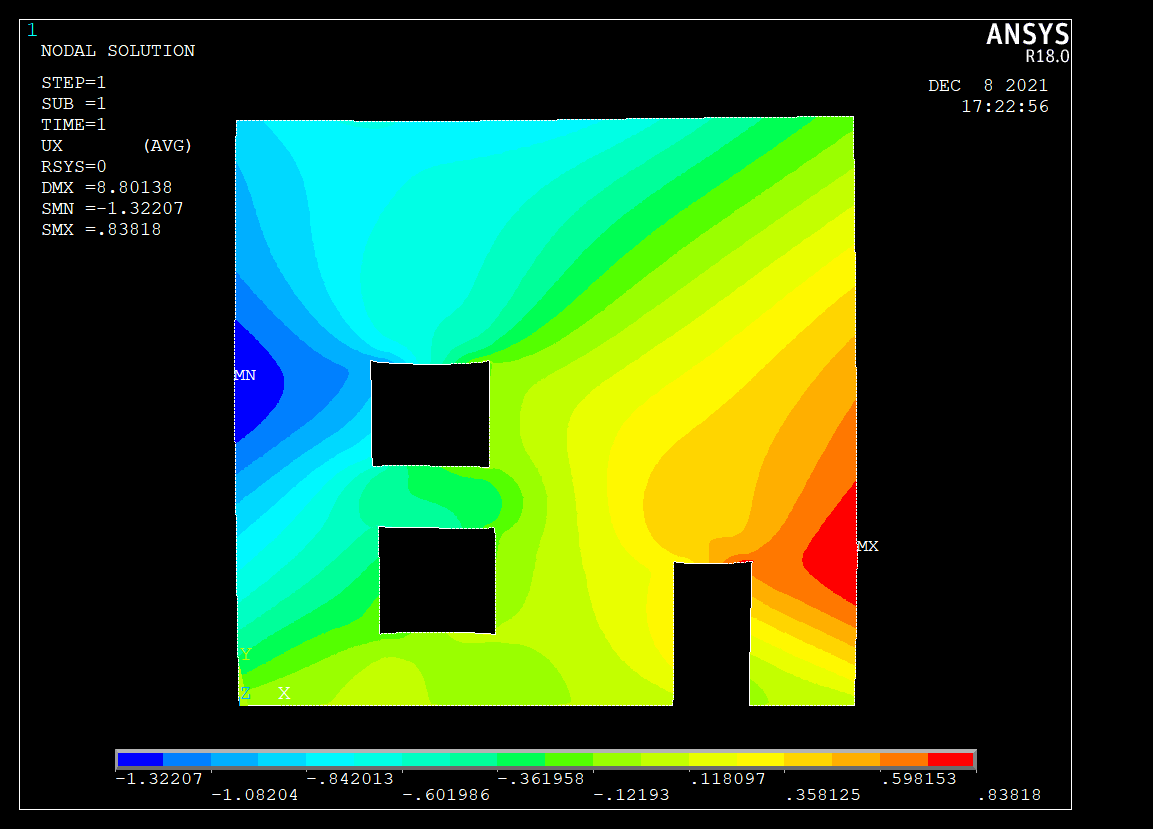 1
ANSYS
R18.0
NODAL SOLUTION
STEP=1
SUB =1
TIME=1
UX (AVG)
RSYS=0
DMX =8.80138
SMN =-1.32207
SMX =.83818
DEC 8 2021
17:22:56
MN
MX
Y
Z X
-1.32207 -.842013 -.361958 .118097 .598153
-1.08204 -.601986 -.12193 .358125 .83818